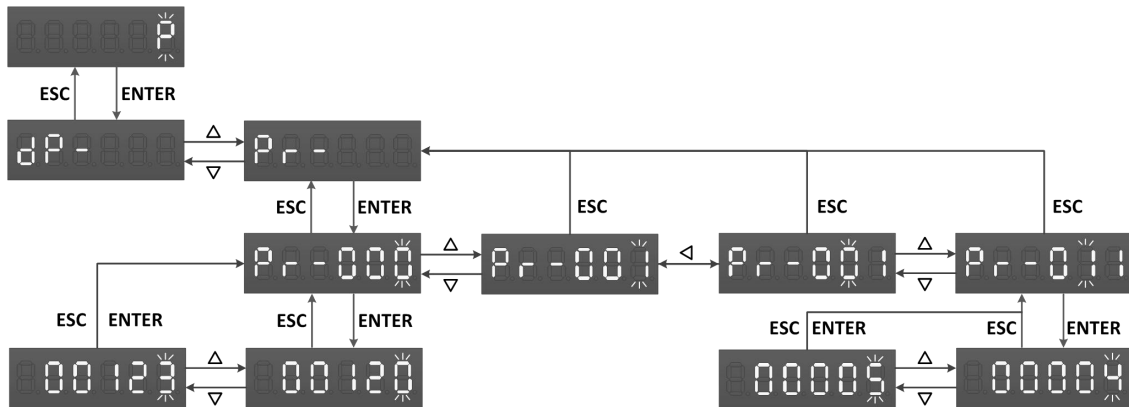 P
ESC ENTER
dP- △ ▽ Pr-
ESC ENTER ESC ESC ESC
Pr-000 △ ▽ Pr-001 ◁ Pr-001 △ ▽ Pr-011
ESC ENTER ESC ENTER ESC ENTER ESC ENTER
00123 △ ▽ 00120 00005 △ ▽ 00004